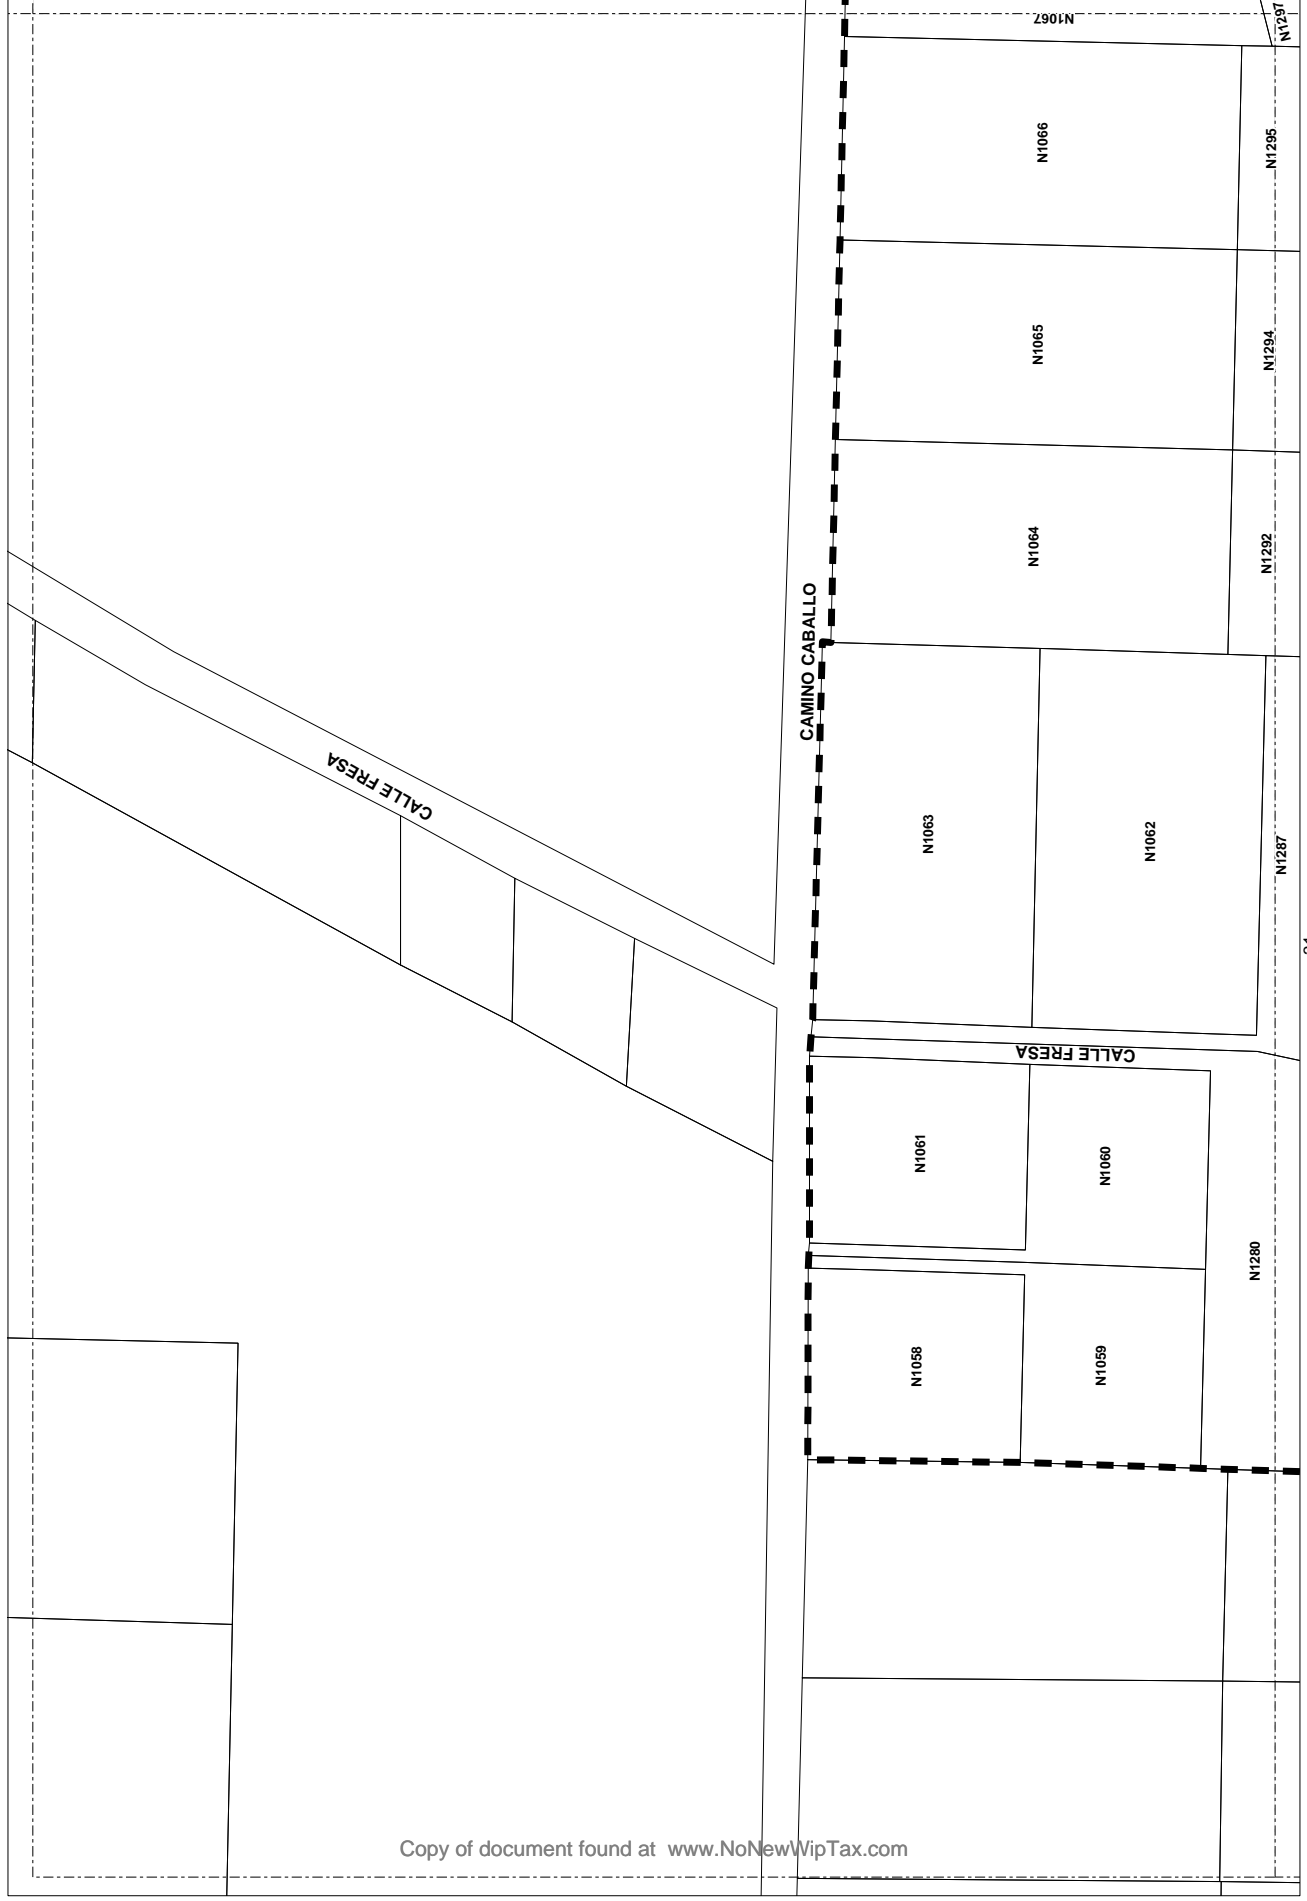 N1067
N1297
N1066
N1295
N1065
N1294
N1064
N1292
CAMINO CABALLO
CALLE FRESA
N1063
N1062
N1287
CALLE FRESA
N1061
N1060
N1280
N1058
N1059
Copy of document found at www.NoNewWipTax.com